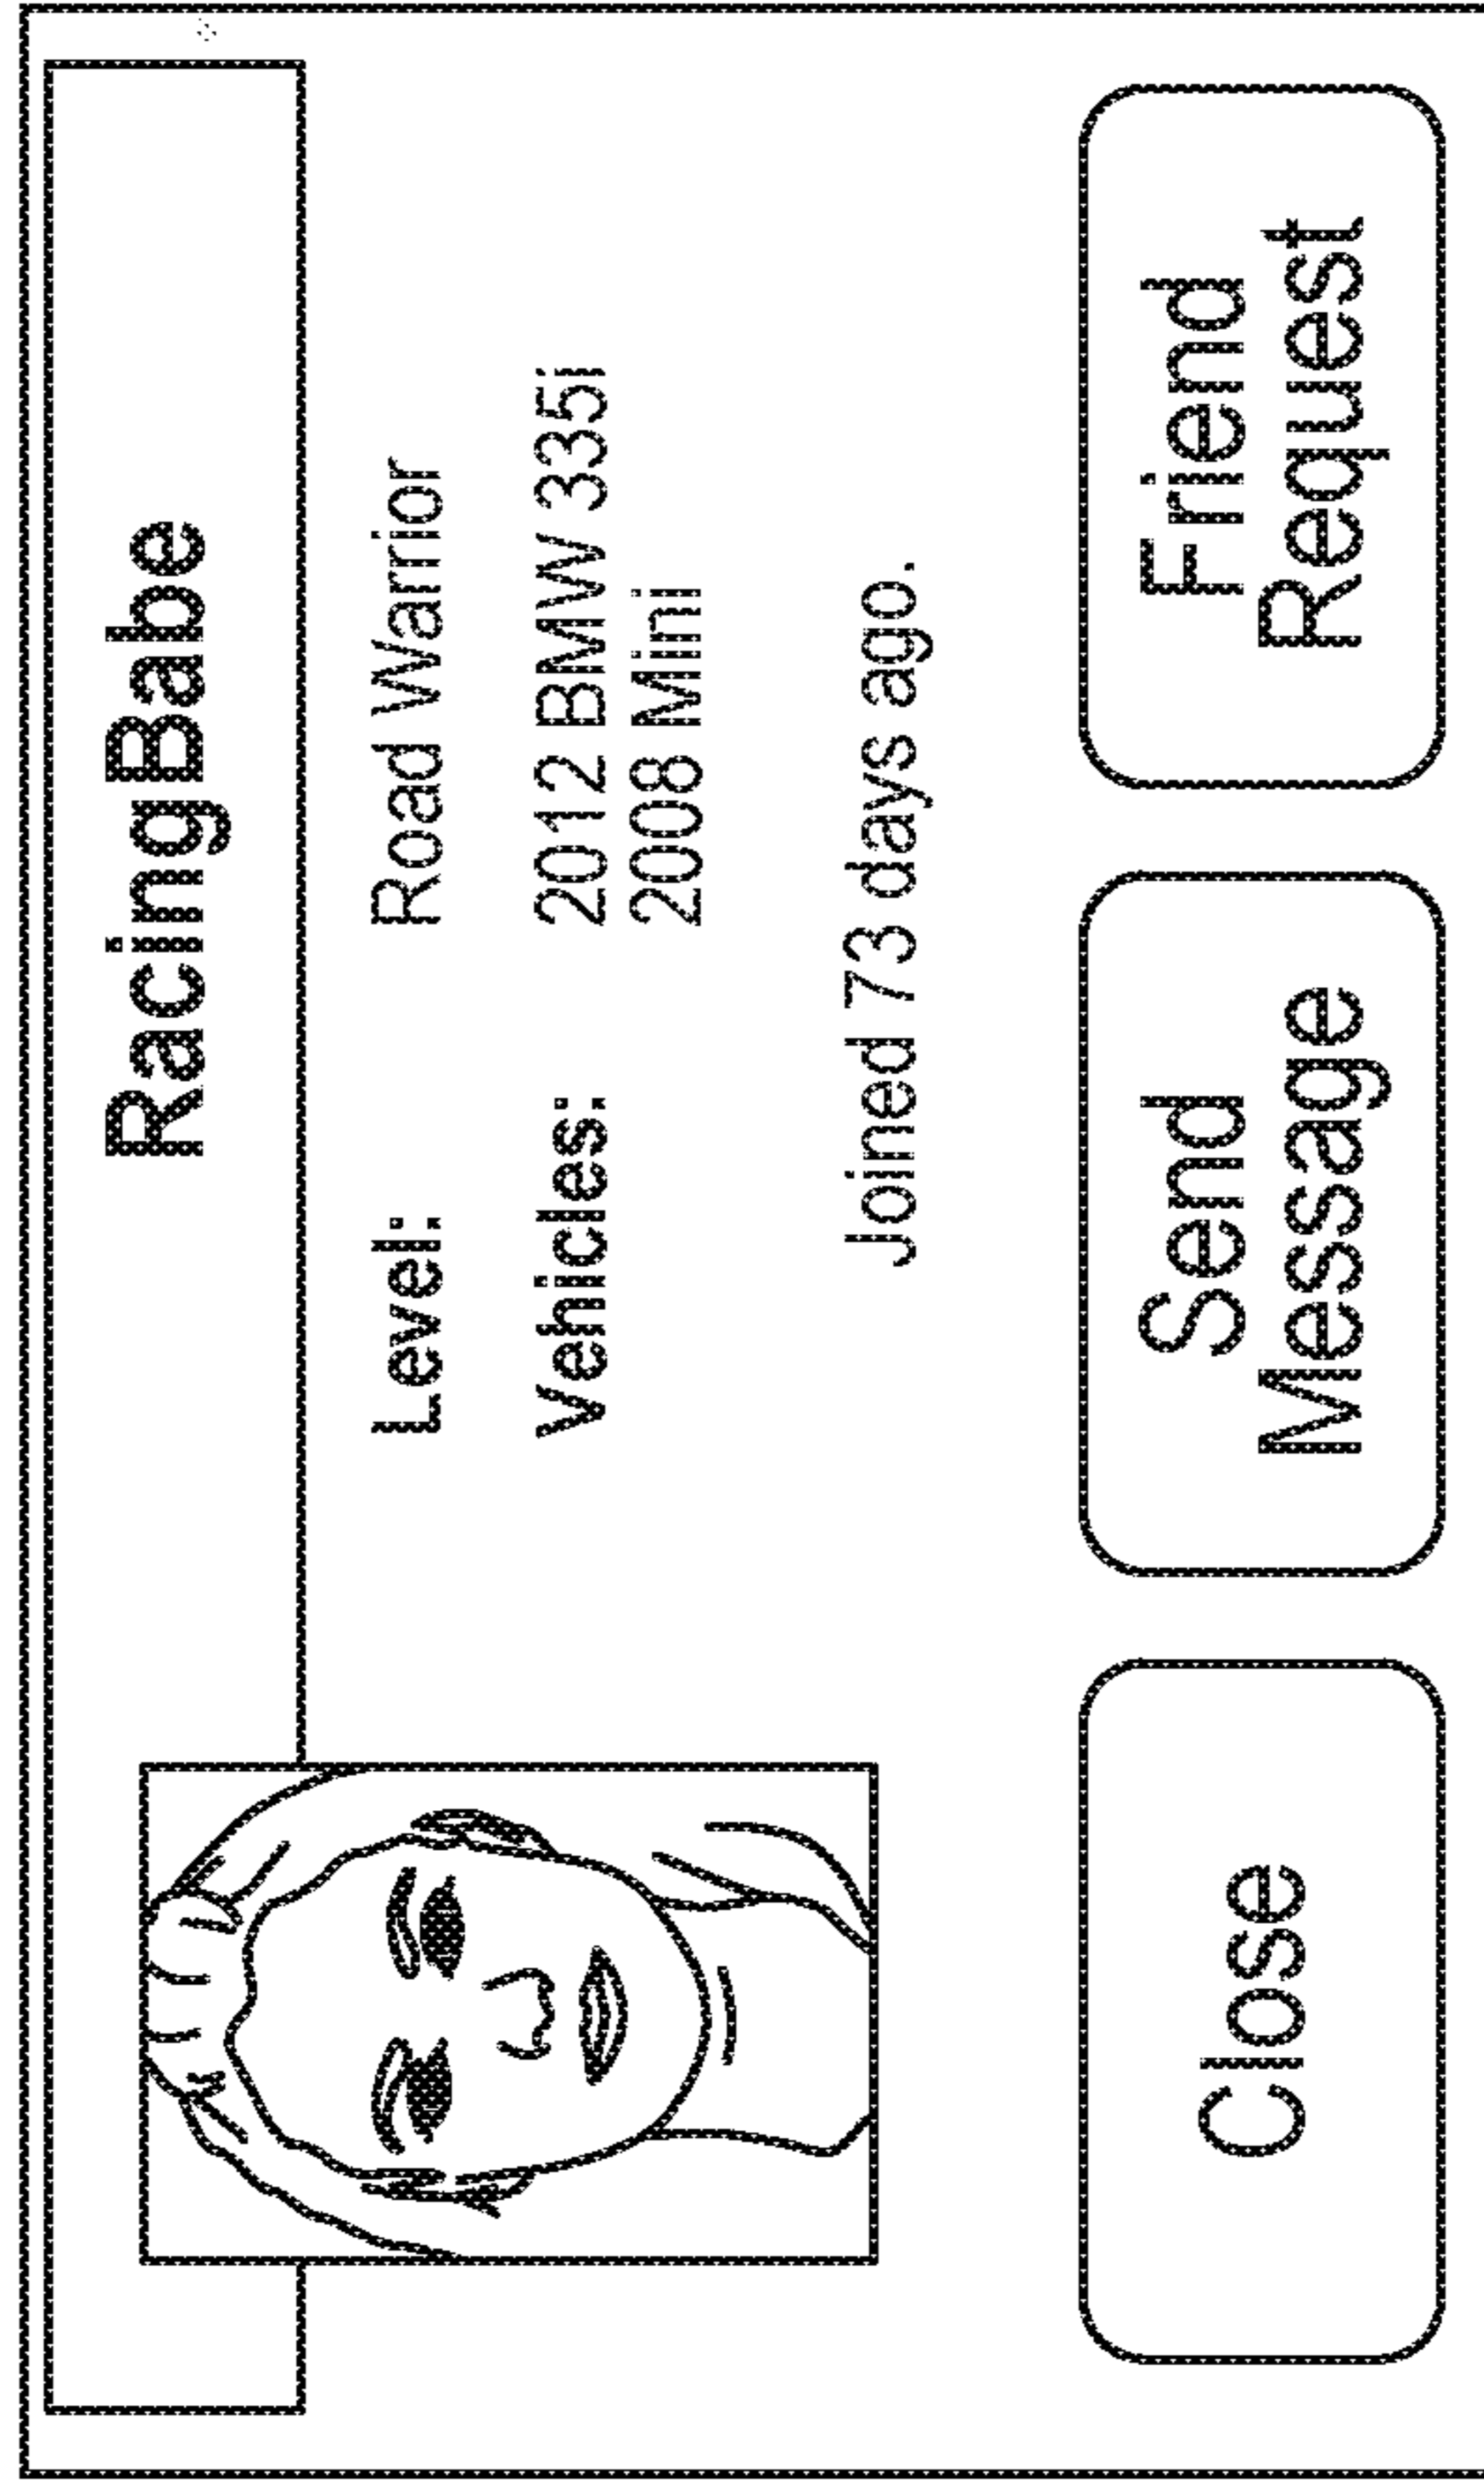 RacingBabe
Level: Road Warrior
Vehicles: 2012 BMW 335i
2008 Mini
Joined 73 days ago.
Close
Send
Message
Friend
Request